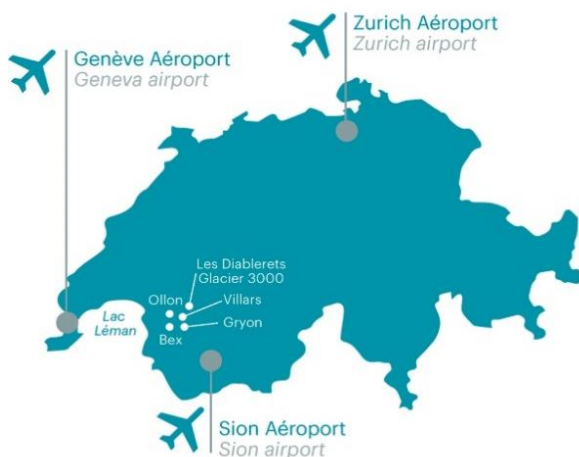 Genève Aéroport
Geneva airport
Zurich Aéroport
Zurich airport
Les Diablerets
Glacier 3000
Ollon
Villars
Lac
Léman
Gryon
Bex
Sion Aéroport
Sion airport